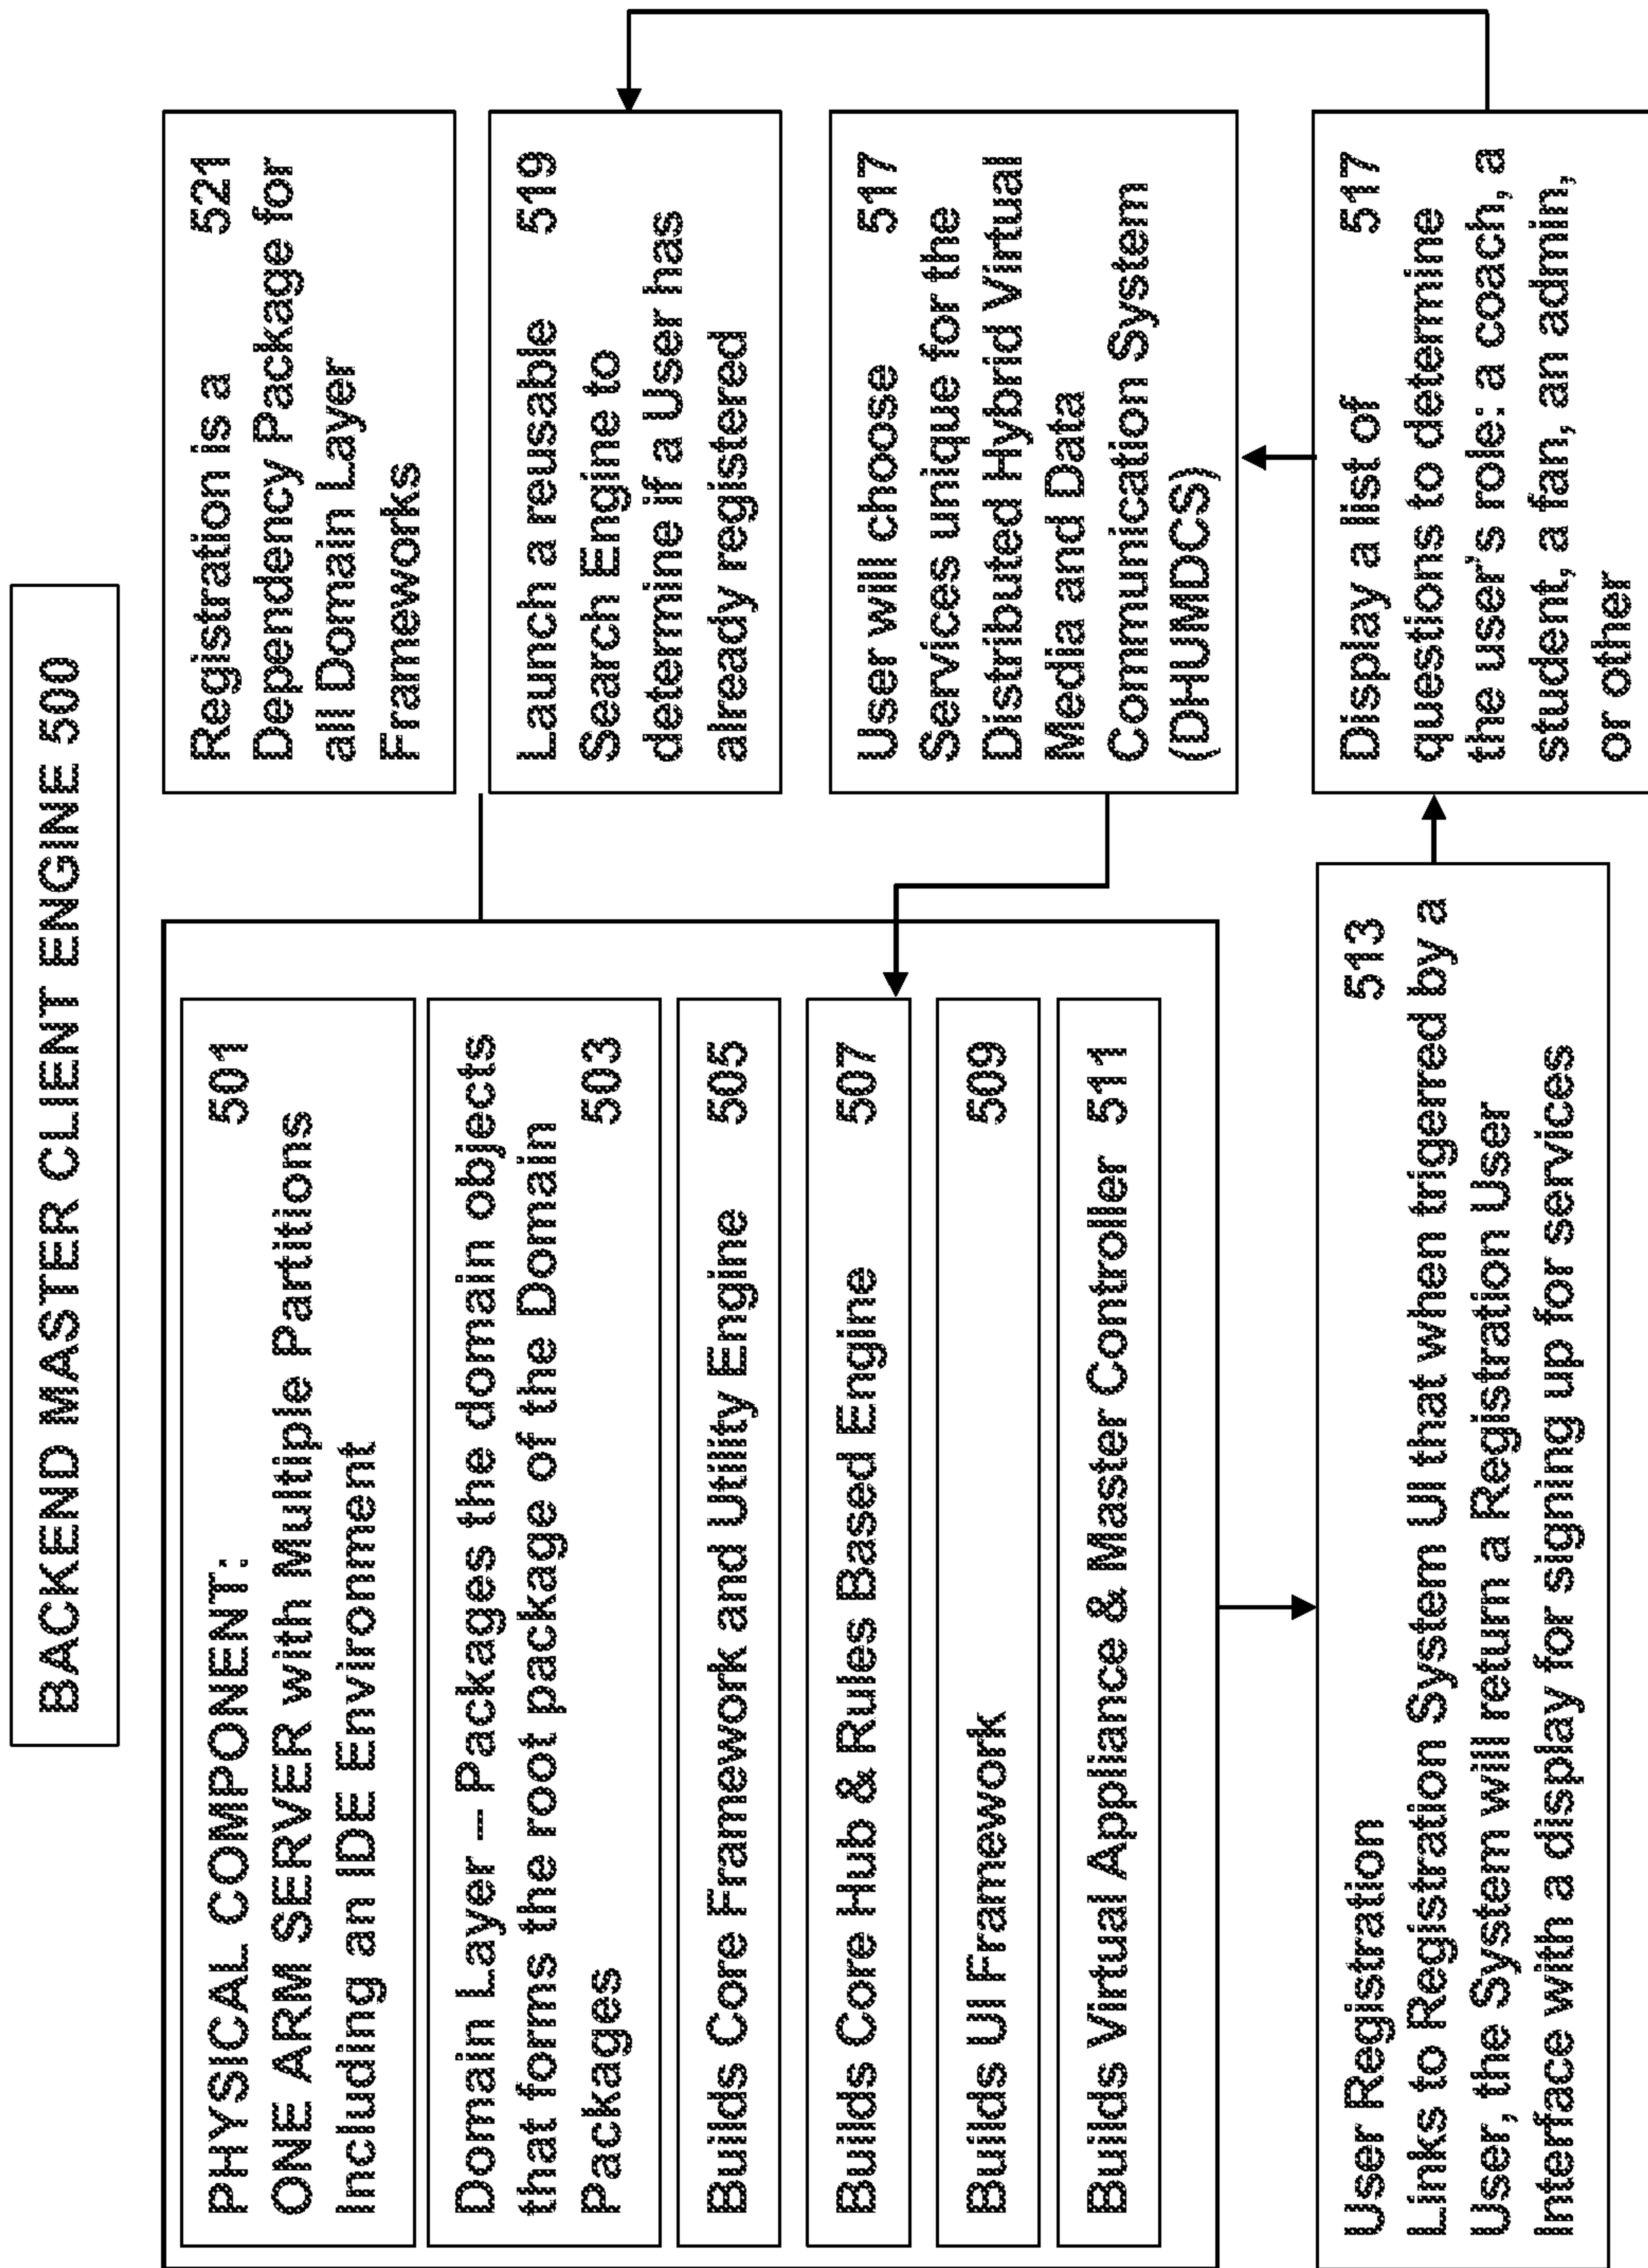 BACKEND MASTER CLIENT ENGINE 500
PHYSICAL COMPONENT: 501
ONE ARM SERVER with Multiple Partitions
Including an IDE Environment
Domain Layer – Packages the domain objects
that forms the root package of the Domain
Packages 503
Builds Core Framework and Utility Engine 505
Builds Core Hub & Rules Based Engine 507
Builds UI Framework 509
Builds Virtual Appliance & Master Controller 511
User Registration 513
Links to Registration System UI that when trigerred by a
User, the System will return a Registration User
Interface with a display for signing up for services
Registration is a 521
Dependency Package for
all Domain Layer
Frameworks
Launch a reusable 519
Search Engine to
determine if a User has
already registered
User will choose 517
Services unique for the
Distributed Hybrid Virtual
Media and Data
Communication System
(DHUMDCS)
Display a list of 517
questions to determine
the user's role: a coach, a
student, a fan, an admin,
or other